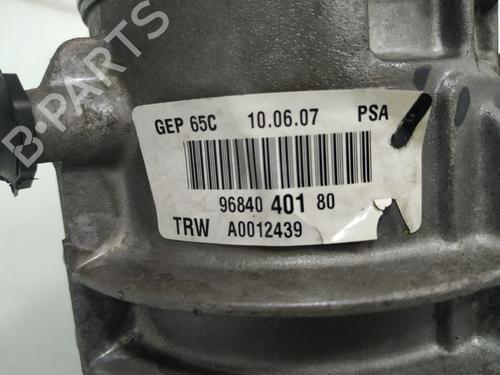 B-PARTS
GEP 65C 10.06.07 PSA
96840 401 80
TRW A0012439